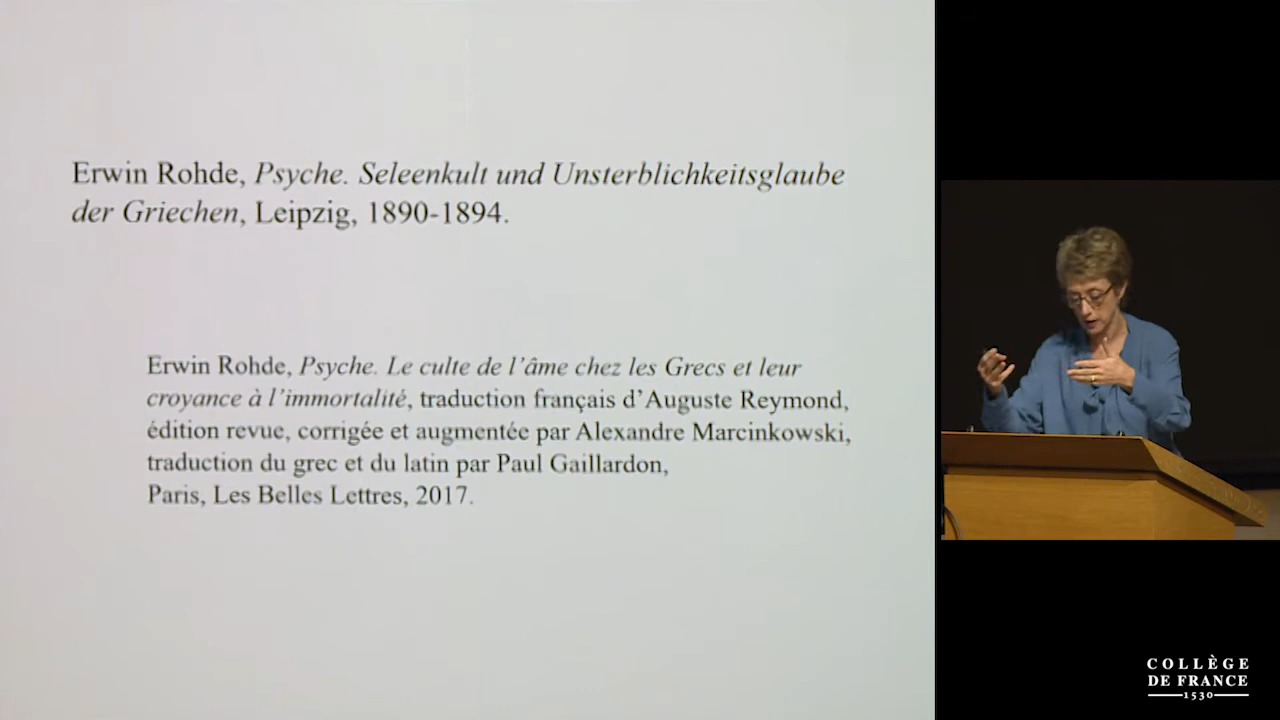 Erwin Rohde, Psyche. Seleenkult und Unsterblichkeitsglaube
der Griechen, Leipzig, 1890-1894.
Erwin Rohde, Psyche. Le culte de l’âme chez les Grecs et leur
croyance à l’immortalité, traduction français d’Auguste Reymond,
édition revue, corrigée et augmentée par Alexandre Marcinkowski,
traduction du grec et du latin par Paul Gaillardon,
Paris, Les Belles Lettres, 2017.
COLLÈGE
DE FRANCE
1530